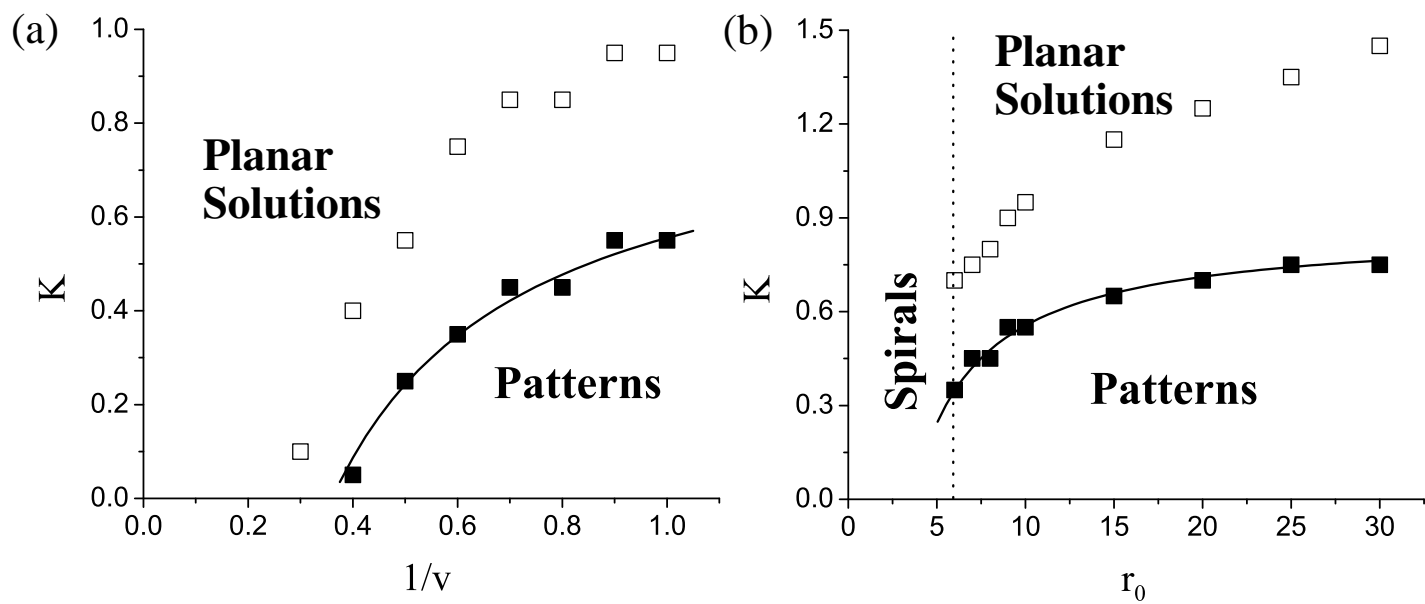 (a)
1.0
0.8
0.6
0.4
0.2
0.0
K
Planar
Solutions
Patterns
0.0 0.2 0.4 0.6 0.8 1.0
1/v
(b)
1.5
1.2
0.9
0.6
0.3
0.0
K
Planar
Solutions
Spirals
Patterns
0 5 10 15 20 25 30
r₀